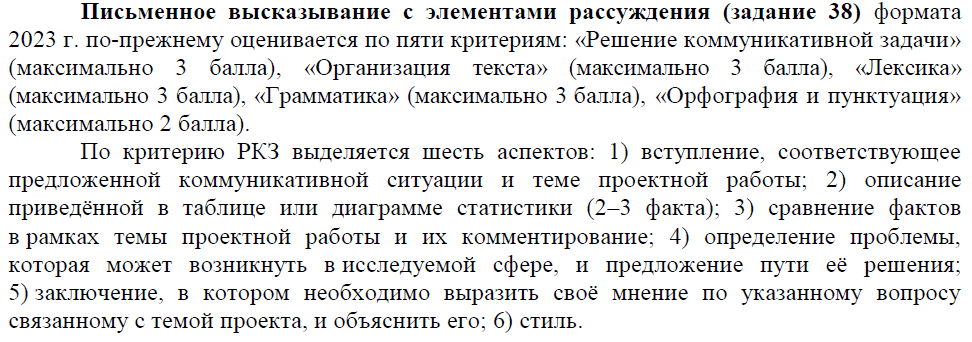 Письменное высказывание с элементами рассуждения (задание 38) формата
2023 г. по-прежнему оценивается по пяти критериям: «Решение коммуникативной задачи»
(максимально 3 балла), «Организация текста» (максимально 3 балла), «Лексика»
(максимально 3 балла), «Грамматика» (максимально 3 балла), «Орфография и пунктуация»
(максимально 2 балла).
По критерию РКЗ выделяется шесть аспектов: 1) вступление, соответствующее
предложенной коммуникативной ситуации и теме проектной работы; 2) описание
приведённой в таблице или диаграмме статистики (2–3 факта); 3) сравнение фактов
в рамках темы проектной работы и их комментирование; 4) определение проблемы,
которая может возникнуть в исследуемой сфере, и предложение пути её решения;
5) заключение, в котором необходимо выразить своё мнение по указанному вопросу
связанному с темой проекта, и объяснить его; 6) стиль.